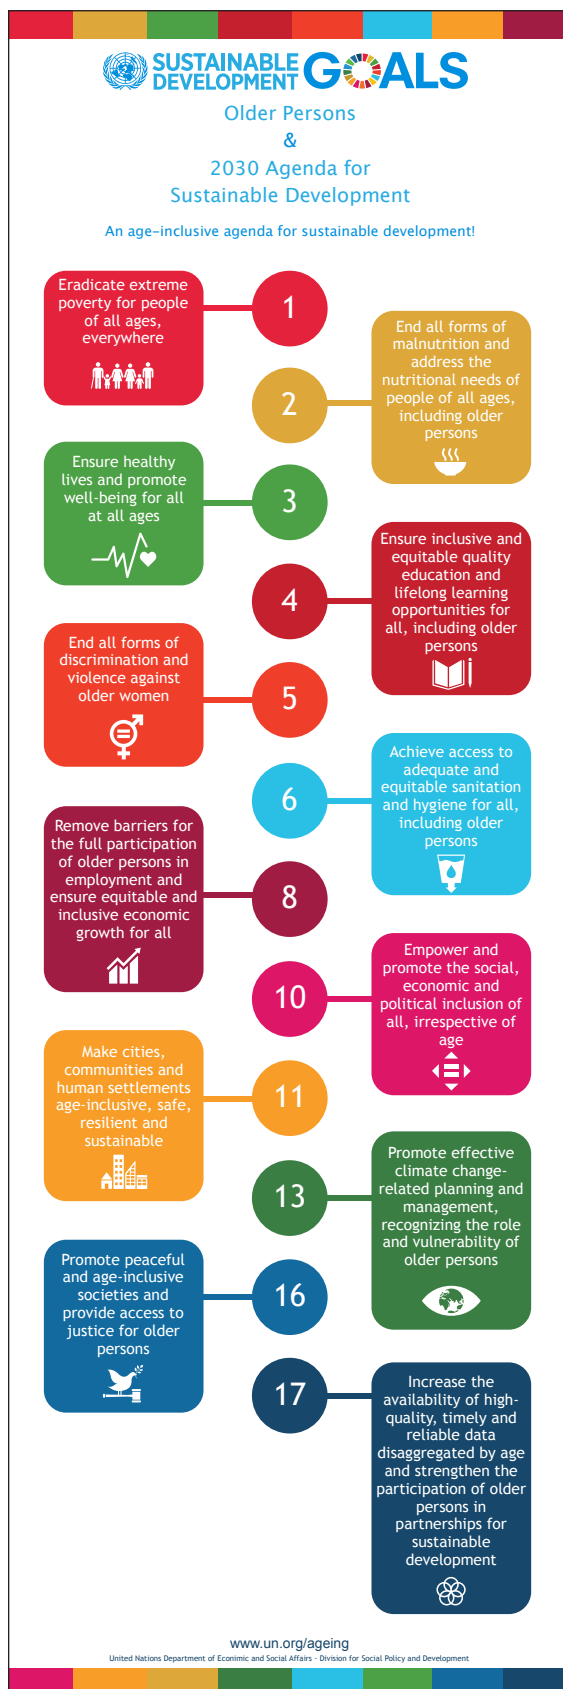 SUSTAINABLE
DEVELOPMENT
GOALS
Older Persons
&
2030 Agenda for
Sustainable Development
An age-inclusive agenda for sustainable development!
Eradicate extreme
poverty for people
of all ages,
everywhere
1
End all forms of
malnutrition and
address the
nutritional needs of
people of all ages,
including older
persons
2
Ensure healthy
lives and promote
well-being for all
at all ages
3
Ensure inclusive and
equitable quality
education and
lifelong learning
opportunities for
all, including older
persons
4
End all forms of
discrimination and
violence against
older women
5
Achieve access to
adequate and
equitable sanitation
and hygiene for all,
including older
persons
6
Remove barriers for
the full participation
of older persons in
employment and
ensure equitable and
inclusive economic
growth for all
8
Empower and
promote the social,
economic and
political inclusion of
all, irrespective of
age
10
Make cities,
communities and
human settlements
age-inclusive, safe,
resilient and
sustainable
11
Promote effective
climate change-
related planning and
management,
recognizing the role
and vulnerability of
older persons
13
Promote peaceful
and age-inclusive
societies and
provide access to
justice for older
persons
16
Increase the
availability of high-
quality, timely and
reliable data
disaggregated by age
and strengthen the
participation of older
persons in
partnerships for
sustainable
development
17
www.un.org/ageing
United Nations Department of Econimic and Social Affairs - Division for Social Policy and Development